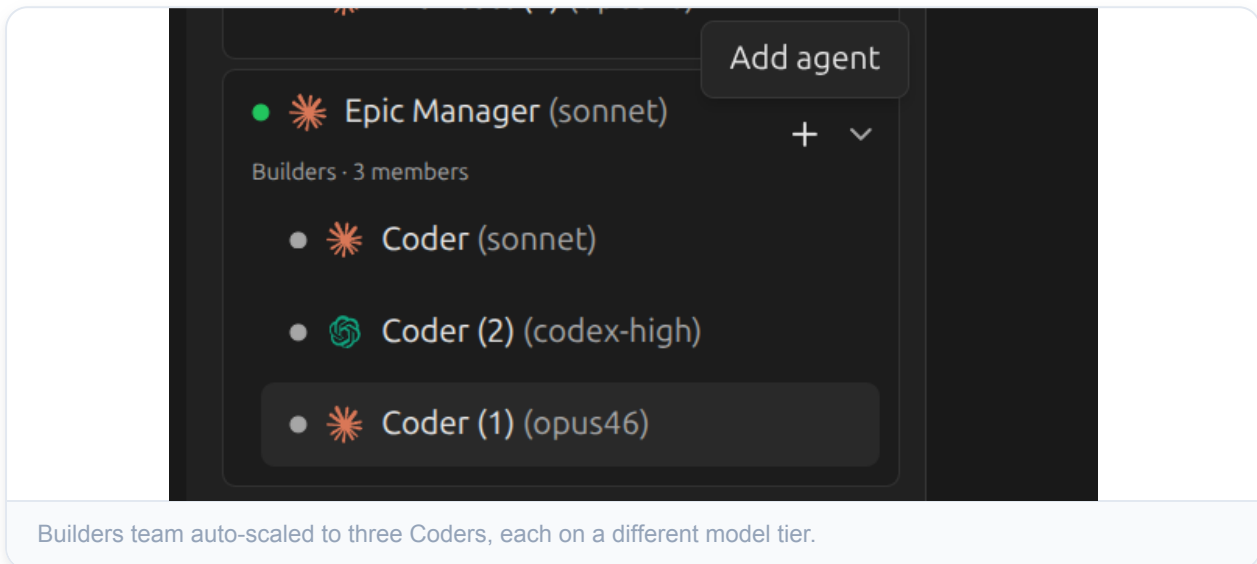 Add agent
Epic Manager (sonnet)
Builders · 3 members
Coder (sonnet)
Coder (2) (codex-high)
Coder (1) (opus46)
Builders team auto-scaled to three Coders, each on a different model tier.